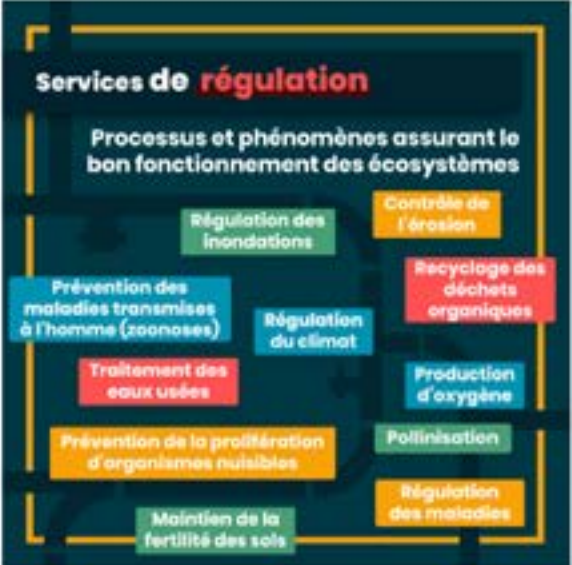 Services de régulation
Processus et phénomènes assurant le
bon fonctionnement des écosystèmes
Contrôle de
l'érosion
Régulation des
inondations
Recyclage des
déchets
organiques
Prévention des
maladies transmises
à l'homme (zoonoses)
Régulation
du climat
Traitement des
eaux usées
Production
d'oxygène
Prévention de la prolifération
d'organismes nuisibles
Pollinisation
Régulation
des maladies
Maintien de la
fertilité des sols